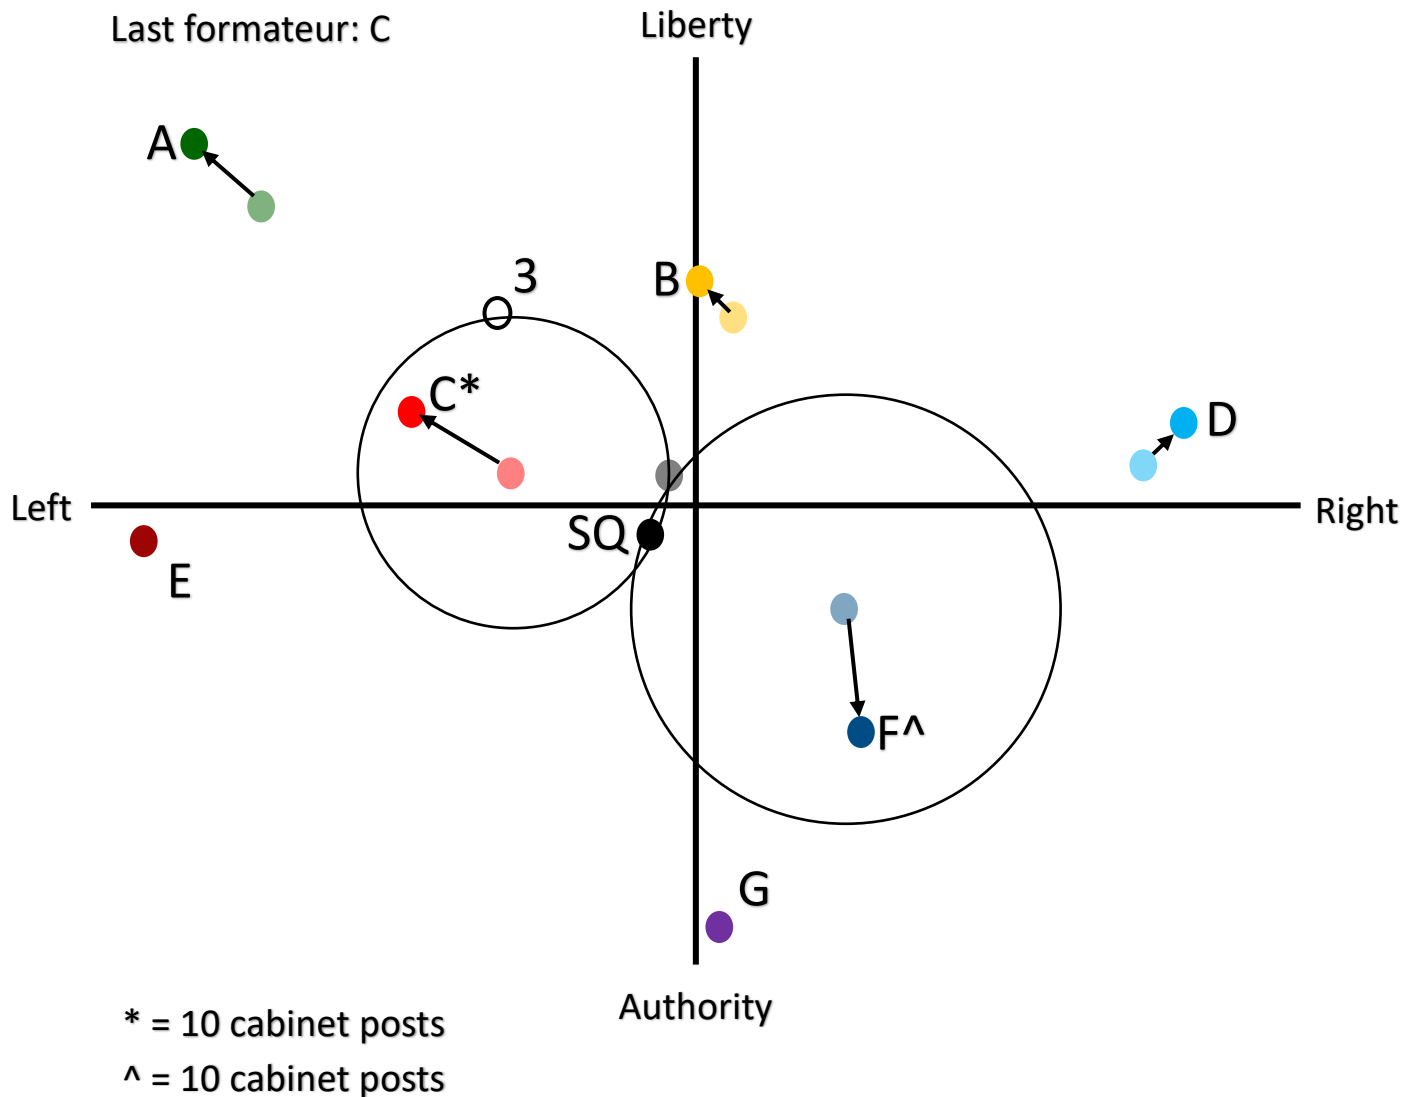 Last formateur: C
Liberty
A
3
B
C*
D
Left
Right
SQ
E
F^
G
Authority
* = 10 cabinet posts
^ = 10 cabinet posts